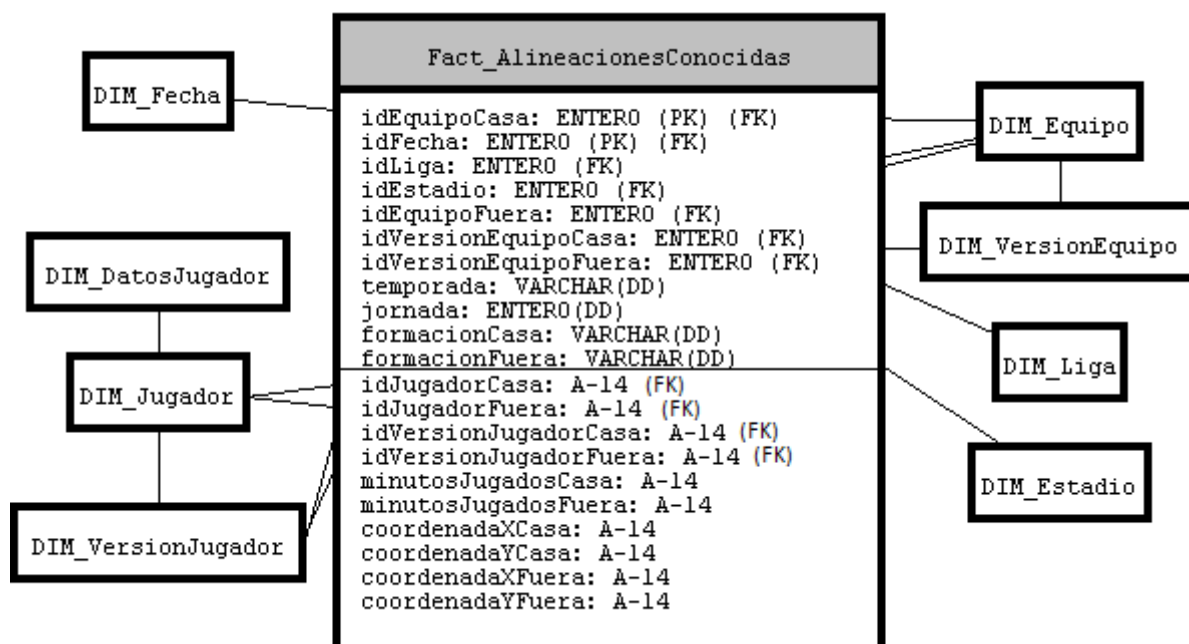 Fact_AlineacionesConocidas
DIM_Fecha
DIM_DatosJugador
DIM_Jugador
DIM_VersionJugador
idEquipoCasa: ENTERO (PK) (FK)
idFecha: ENTERO (PK) (FK)
idLiga: ENTERO (FK)
idEstadio: ENTERO (FK)
idEquipoFuera: ENTERO (FK)
idVersionEquipoCasa: ENTERO (FK)
idVersionEquipoFuera: ENTERO (FK)
temporada: VARCHAR(DD)
jornada: ENTERO(DD)
formacionCasa: VARCHAR(DD)
formacionFuera: VARCHAR(DD)
idJugadorCasa: A-14 (FK)
idJugadorFuera: A-14 (FK)
idVersionJugadorCasa: A-14 (FK)
idVersionJugadorFuera: A-14 (FK)
minutosJugadosCasa: A-14
minutosJugadosFuera: A-14
coordenadaXCasa: A-14
coordenadaYCasa: A-14
coordenadaXFuera: A-14
coordenadaYFuera: A-14
DIM_Equipo
DIM_VersionEquipo
DIM_Liga
DIM_Estadio